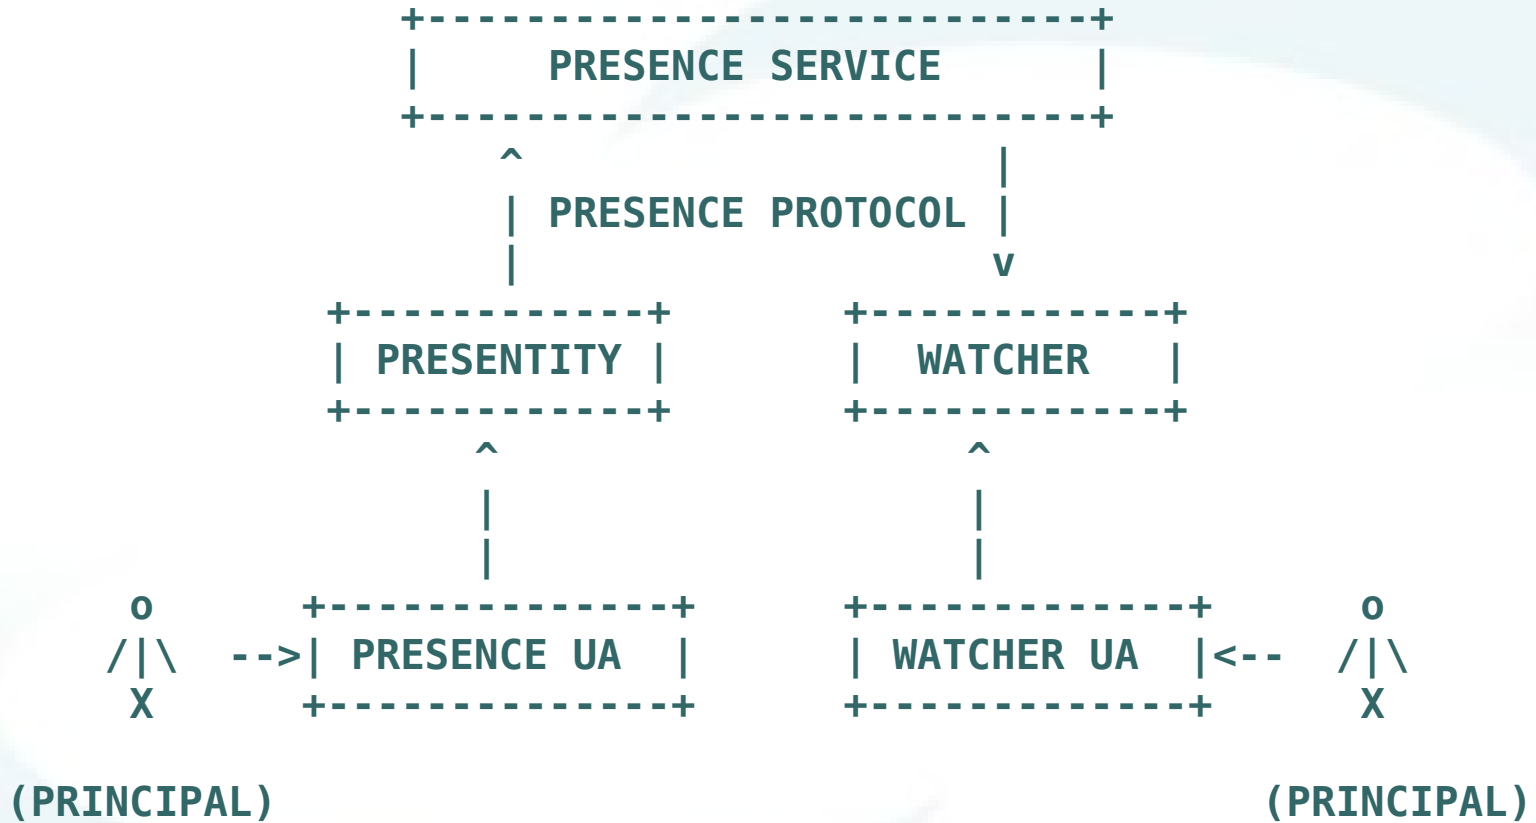 +---------------------------+
|     PRESENCE SERVICE      |
+---------------------------+
^                   |
| PRESENCE PROTOCOL |
|                   v
+------------+       +------------+
| PRESENTITY |       |  WATCHER   |
+------------+       +------------+
^                   ^
|                   |
|                   |
o      +--------------+      +-------------+      o
/|\  -->| PRESENCE UA  |      | WATCHER UA  |<--  /|\
X      +--------------+      +-------------+      X
(PRINCIPAL)                                        (PRINCIPAL)